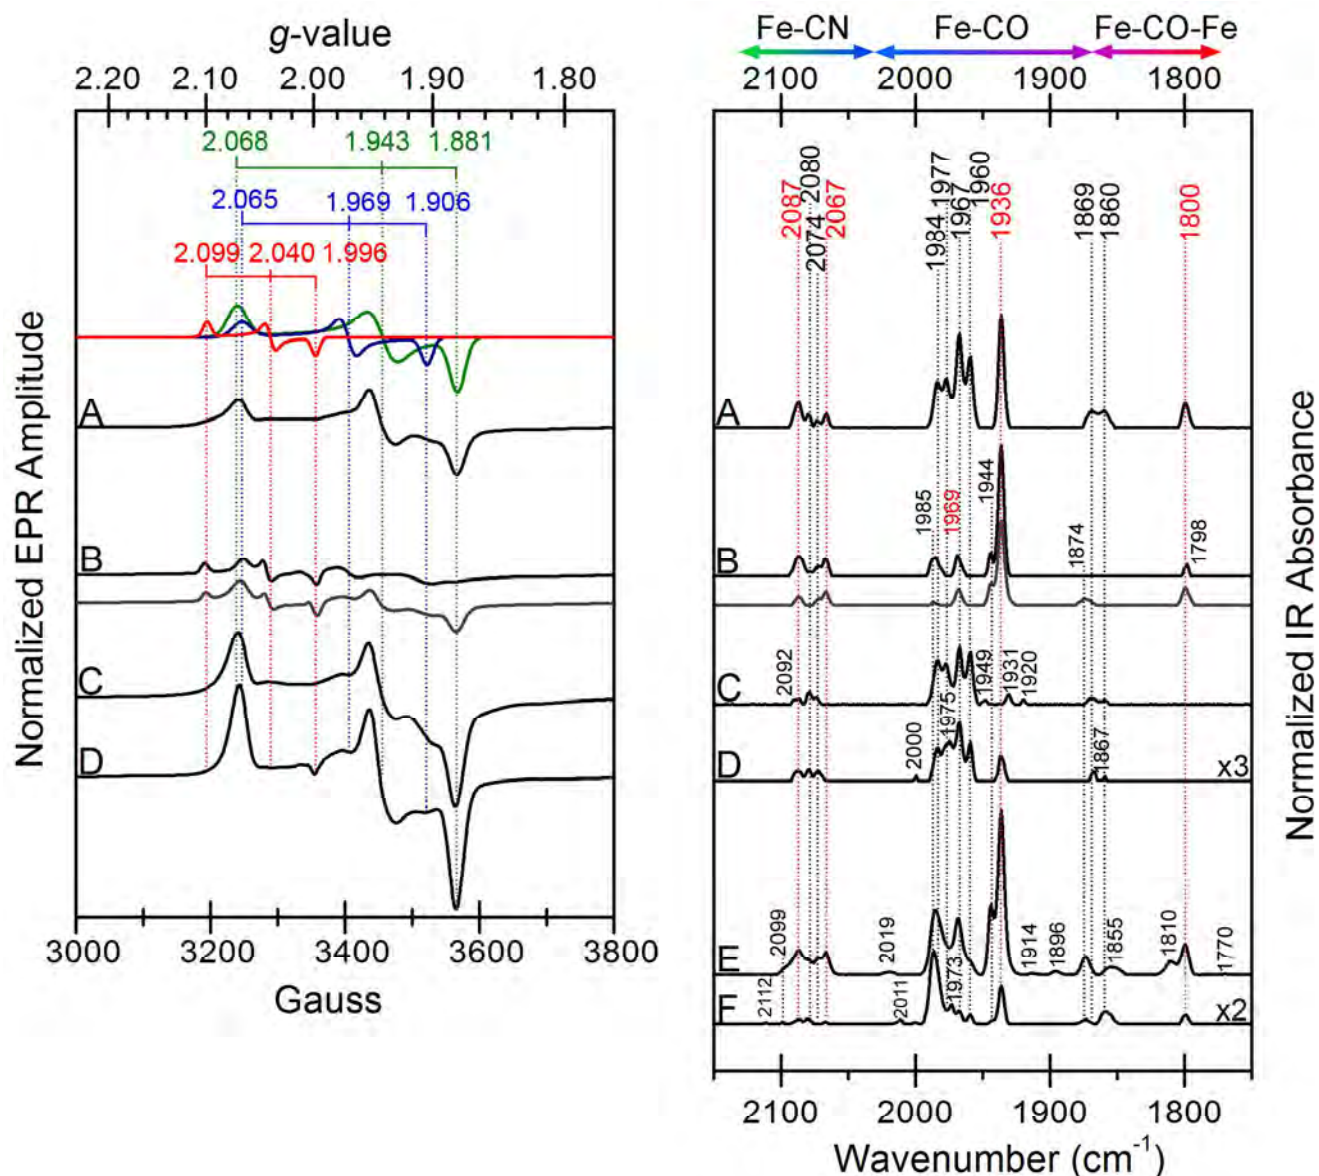 g-value
2.20 2.10 2.00 1.90 1.80
2.068 1.943 1.881
2.065 1.969 1.906
2.099 2.040 1.996
A
B
C
D
3000 3200 3400 3600 3800
Gauss
Normalized EPR Amplitude
Fe-CN Fe-CO Fe-CO-Fe
2100 2000 1900 1800
2087 2074 2080 2067 1984 1977 1967 1960 1936 1869 1860 1800
A
1985 1969 1944 1874 1798
B
2092 1949 1931 1920
C
2000 1975 1867
D x3
2099 2019 1914 1896 1855 1810 1770
E
2112 2011 1973
F x2
2100 2000 1900 1800
Wavenumber (cm⁻¹)
Normalized IR Absorbance